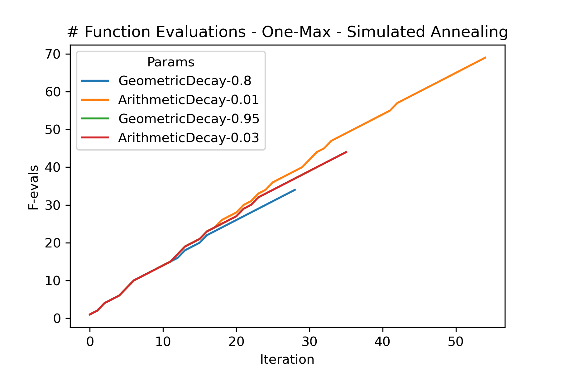 # Function Evaluations - One-Max - Simulated Annealing
Params
GeometricDecay-0.8
ArithmeticDecay-0.01
GeometricDecay-0.95
ArithmeticDecay-0.03
F-evals
70
60
50
40
30
20
10
0
0 10 20 30 40 50
Iteration